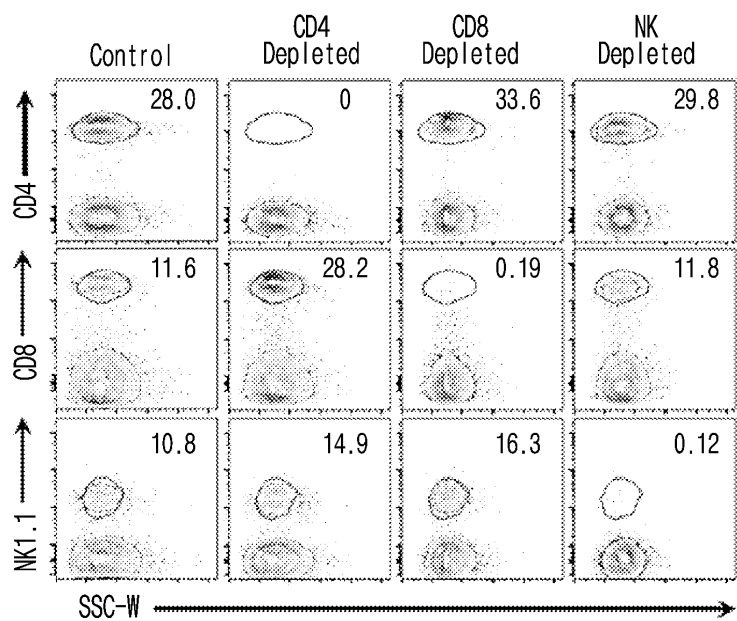 Control
CD4
Depleted
CD8
Depleted
NK
Depleted
CD4
28.0
0
33.6
29.8
CD8
11.6
28.2
0.19
11.8
NK1.1
10.8
14.9
16.3
0.12
SSC-W